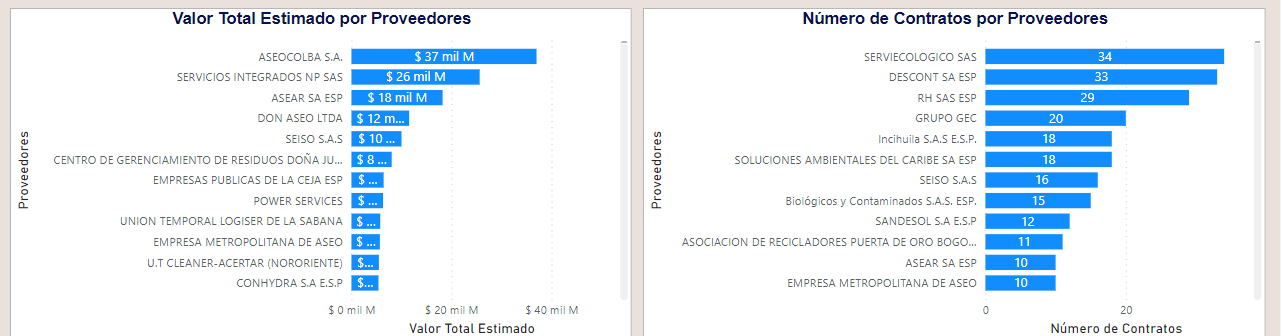 Valor Total Estimado por Proveedores
Proveedores
ASEOCOLBA S.A. $ 37 mil M
SERVICIOS INTEGRADOS NP SAS $ 26 mil M
ASEAR SA ESP $ 18 mil M
DON ASEO LTDA $ 12 m...
SEISO S.A.S $ 10 ...
CENTRO DE GERENCIAMIENTO DE RESIDUOS DOÑA JU... $ 8 ...
EMPRESAS PUBLICAS DE LA CEJA ESP $ ...
POWER SERVICES $ ...
UNION TEMPORAL LOGISER DE LA SABANA $ ...
EMPRESA METROPOLITANA DE ASEO $ ...
U.T CLEANER-ACERTAR (NORORIENTE) $...
CONHYDRA S.A E.S.P $...
$ 0 mil M $ 20 mil M $ 40 mil M
Valor Total Estimado
Número de Contratos por Proveedores
Proveedores
SERVIECOLOGICO SAS 34
DESCONT SA ESP 33
RH SAS ESP 29
GRUPO GEC 20
Incihuila S.A.S E.S.P. 18
SOLUCIONES AMBIENTALES DEL CARIBE SA ESP 18
SEISO S.A.S 16
Biológicos y Contaminados S.A.S. ESP. 15
SANDESOL S.A E.S.P 12
ASOCIACION DE RECICLADORES PUERTA DE ORO BOGO... 11
ASEAR SA ESP 10
EMPRESA METROPOLITANA DE ASEO 10
0 20
Número de Contratos